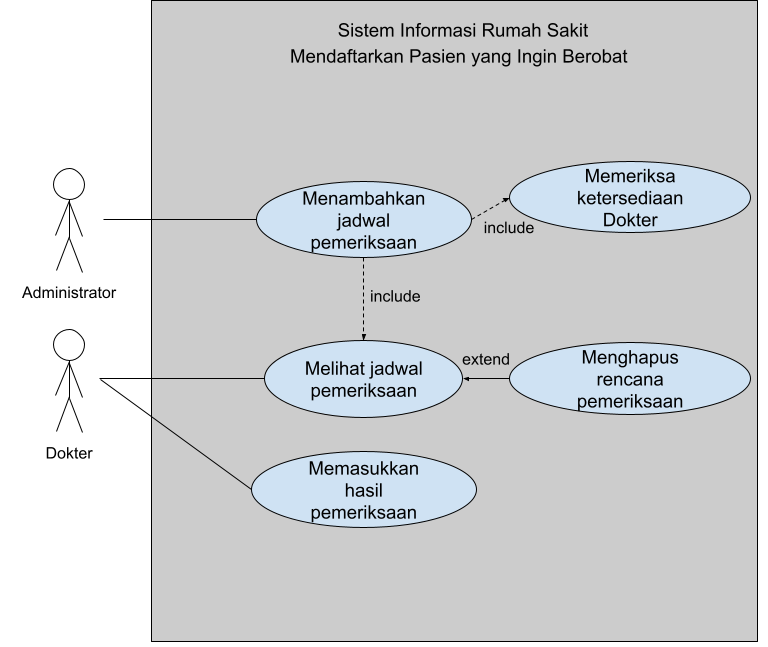 Sistem Informasi Rumah Sakit
Mendaftarkan Pasien yang Ingin Berobat
Memeriksa
ketersediaan
Dokter
Menambahkan
jadwal
pemeriksaan
include
Administrator
include
Melihat jadwal
pemeriksaan
extend
Menghapus
rencana
pemeriksaan
Dokter
Memasukkan
hasil
pemeriksaan